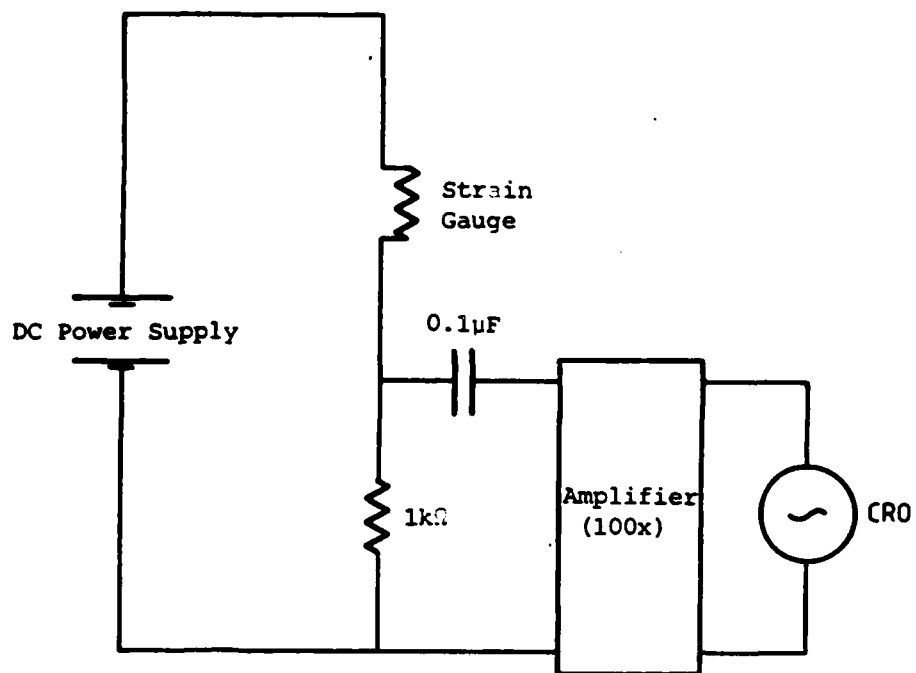 Strain
Gauge
DC Power Supply
0.1µF
1kΩ
Amplifier
(100x)
CRO